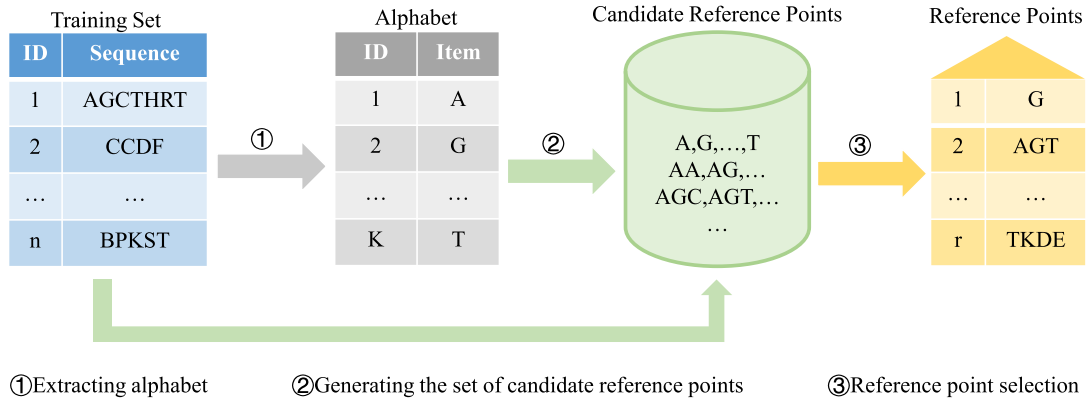 Training Set
ID Sequence
1 AGCTHRT
2 CCDF
… …
n BPKST
①
Alphabet
ID Item
1 A
2 G
… …
K T
②
Candidate Reference Points
A,G,…,T
AA,AG,…
AGC,AGT,…
…
③
Reference Points
1 G
2 AGT
… …
r TKDE
①Extracting alphabet
②Generating the set of candidate reference points
③Reference point selection